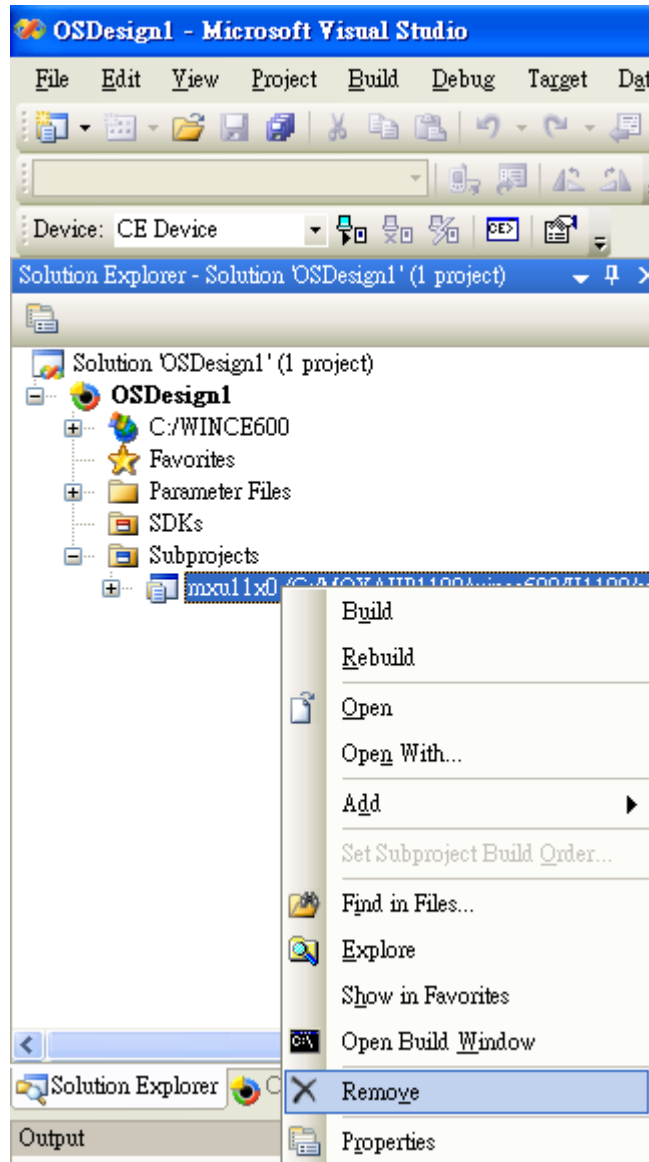 OSDesign1 - Microsoft Visual Studio
File Edit View Project Build Debug Target Dat
Device: CE Device CE>
Solution Explorer - Solution 'OSDesign1' (1 project)
Solution 'OSDesign1' (1 project)
OSDesign1
C:/WINCE600
Favorites
Parameter Files
SDKs
Subprojects
mxu11x0
Build
Rebuild
Open
Open With...
Add
Set Subproject Build Order...
Find in Files...
Explore
Show in Favorites
Open Build Window
Solution Explorer C
Remove
Output
Properties